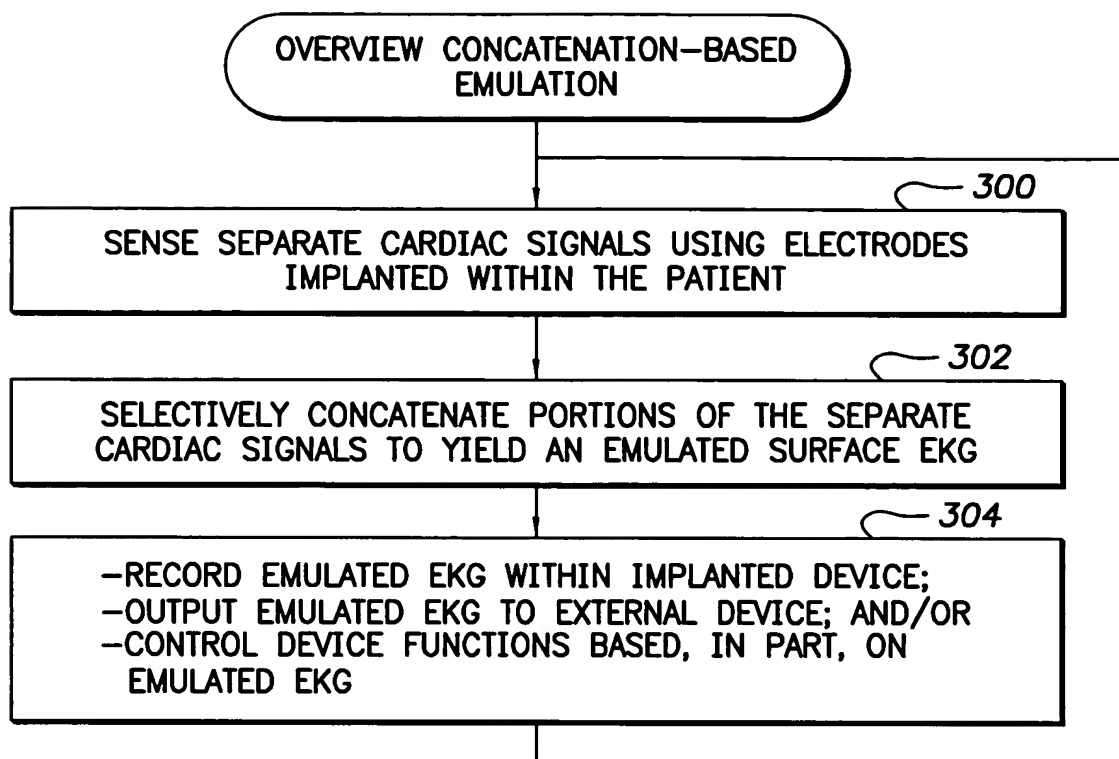 OVERVIEW CONCATENATION-BASED
EMULATION
300
SENSE SEPARATE CARDIAC SIGNALS USING ELECTRODES
IMPLANTED WITHIN THE PATIENT
302
SELECTIVELY CONCATENATE PORTIONS OF THE SEPARATE
CARDIAC SIGNALS TO YIELD AN EMULATED SURFACE EKG
304
-RECORD EMULATED EKG WITHIN IMPLANTED DEVICE;
-OUTPUT EMULATED EKG TO EXTERNAL DEVICE; AND/OR
-CONTROL DEVICE FUNCTIONS BASED, IN PART, ON
EMULATED EKG